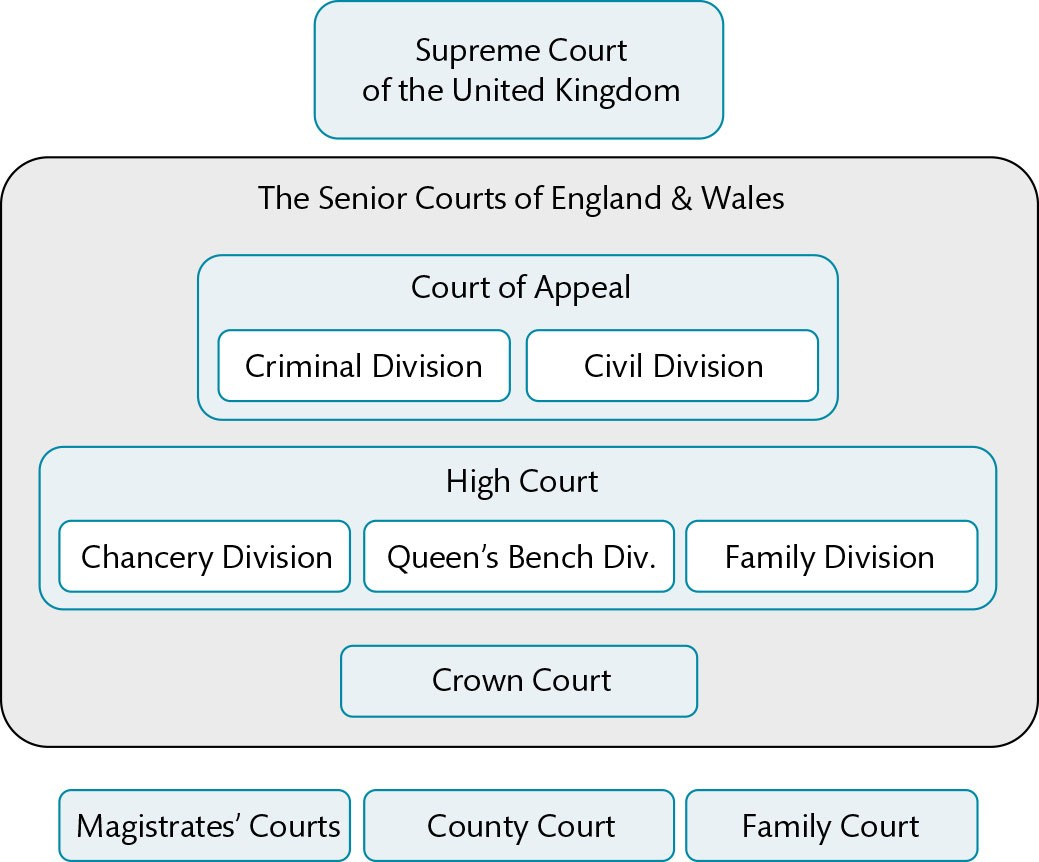 Supreme Court
of the United Kingdom
The Senior Courts of England & Wales
Court of Appeal
Criminal Division
Civil Division
High Court
Chancery Division
Queen’s Bench Div.
Family Division
Crown Court
Magistrates’ Courts
County Court
Family Court